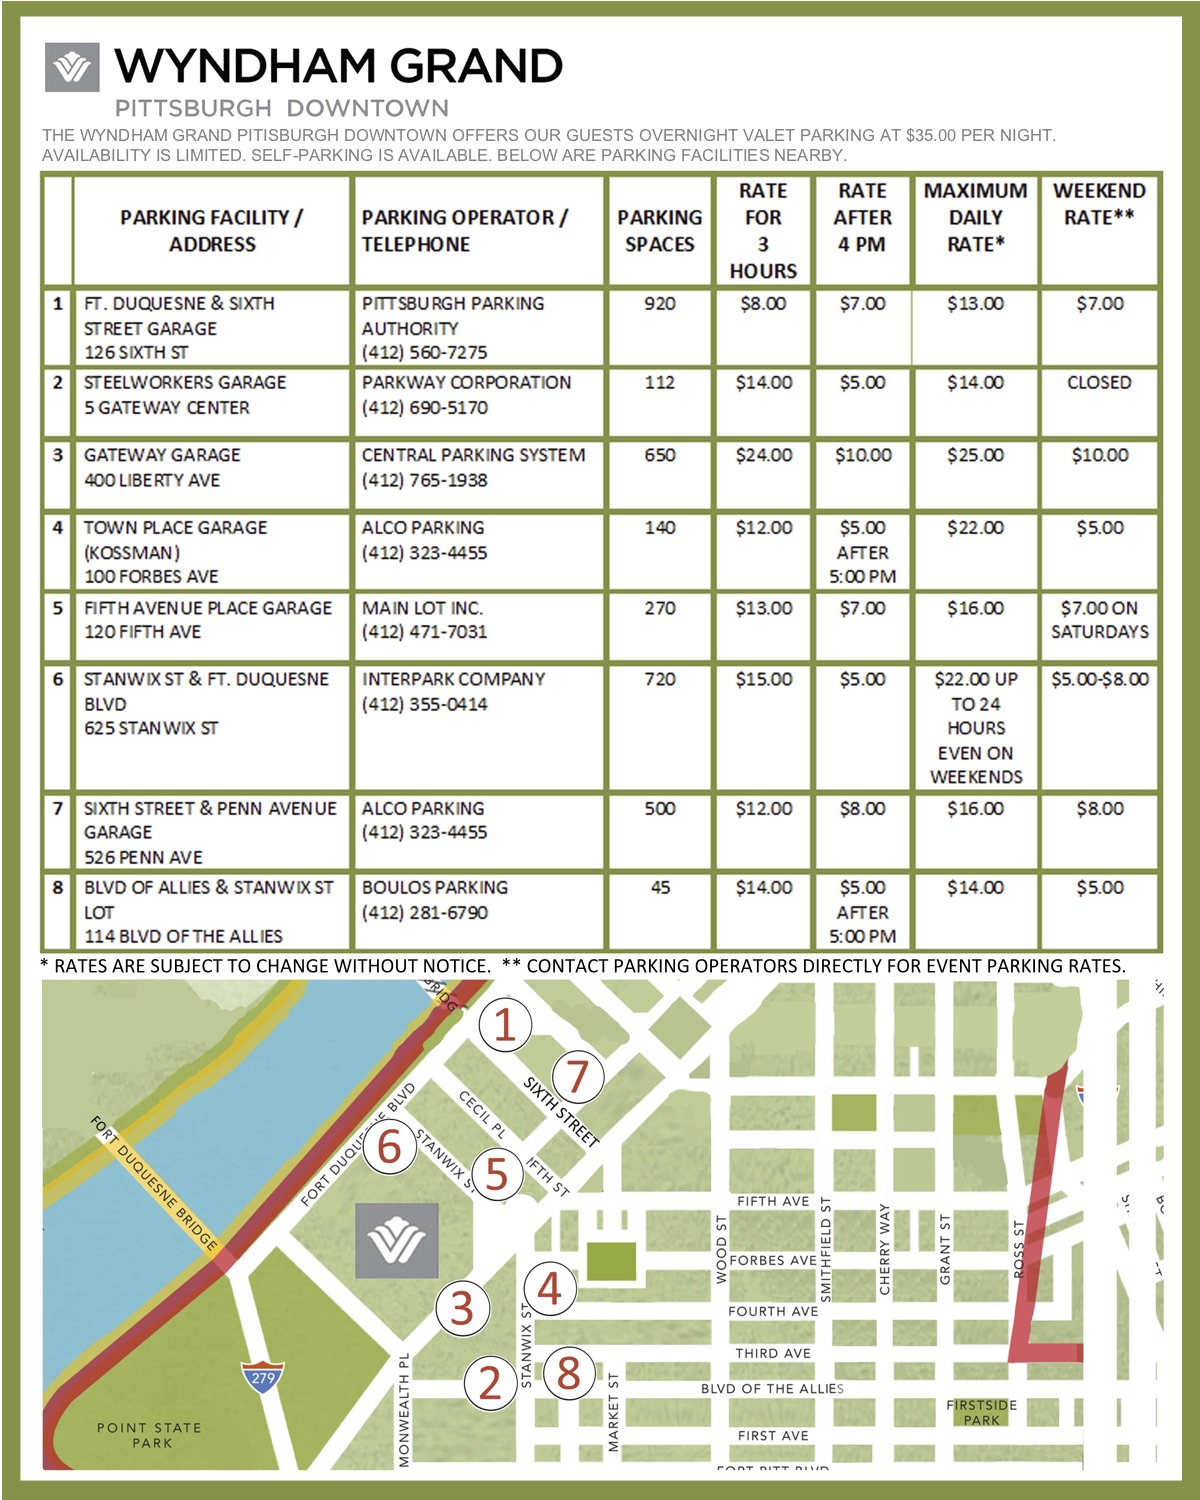 WYNDHAM GRAND
PITTSBURGH DOWNTOWN
THE WYNDHAM GRAND PITISBURGH DOWNTOWN OFFERS OUR GUESTS OVERNIGHT VALET PARKING AT $35.00 PER NIGHT.
AVAILABILITY IS LIMITED. SELF-PARKING IS AVAILABLE. BELOW ARE PARKING FACILITIES NEARBY.
PARKING FACILITY /
ADDRESS
PARKING OPERATOR /
TELEPHONE
PARKING
SPACES
RATE
FOR
3
HOURS
RATE
AFTER
4 PM
MAXIMUM
DAILY
RATE*
WEEKEND
RATE**
1
FT. DUQUESNE & SIXTH
STREET GARAGE
126 SIXTH ST
PITTSBURGH PARKING
AUTHORITY
(412) 560-7275
920
$8.00
$7.00
$13.00
$7.00
2
STEELWORKERS GARAGE
5 GATEWAY CENTER
PARKWAY CORPORATION
(412) 690-5170
112
$14.00
$5.00
$14.00
CLOSED
3
GATEWAY GARAGE
400 LIBERTY AVE
CENTRAL PARKING SYSTEM
(412) 765-1938
650
$24.00
$10.00
$25.00
$10.00
4
TOWN PLACE GARAGE
(KOSSMAN)
100 FORBES AVE
ALCO PARKING
(412) 323-4455
140
$12.00
$5.00
AFTER
5:00 PM
$22.00
$5.00
5
FIFTH AVENUE PLACE GARAGE
120 FIFTH AVE
MAIN LOT INC.
(412) 471-7031
270
$13.00
$7.00
$16.00
$7.00 ON
SATURDAYS
6
STANWIX ST & FT. DUQUESNE
BLVD
625 STANWIX ST
INTERPARK COMPANY
(412) 355-0414
720
$15.00
$5.00
$22.00 UP
TO 24
HOURS
EVEN ON
WEEKENDS
$5.00-$8.00
7
SIXTH STREET & PENN AVENUE
GARAGE
526 PENN AVE
ALCO PARKING
(412) 323-4455
500
$12.00
$8.00
$16.00
$8.00
8
BLVD OF ALLIES & STANWIX ST
LOT
114 BLVD OF THE ALLIES
BOULOS PARKING
(412) 281-6790
45
$14.00
$5.00
AFTER
5:00 PM
$14.00
$5.00
* RATES ARE SUBJECT TO CHANGE WITHOUT NOTICE. ** CONTACT PARKING OPERATORS DIRECTLY FOR EVENT PARKING RATES.
1
7
SIXTH STREET
CECIL PL
FORT DUQUESNE BRIDGE
6
STANWIX ST
5
FIFTH AVE
WOOD ST
FORBES AVE
SMITHFIELD ST
CHERRY WAY
GRANT ST
ROSS ST
4
3
STANWIX ST
FOURTH AVE
THIRD AVE
279
2
8
MARKET ST
BLVD OF THE ALLIES
FIRSTSIDE
PARK
POINT STATE
PARK
MONWEALTH PL
FIRST AVE